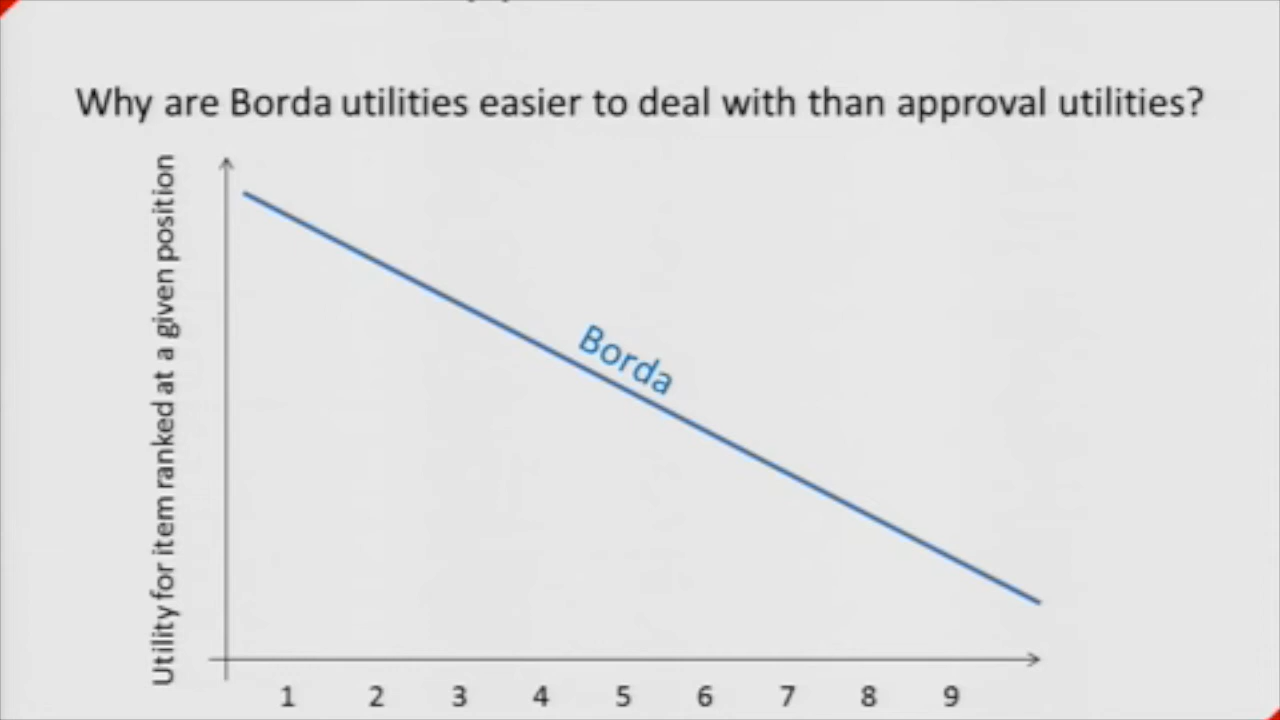 Why are Borda utilities easier to deal with than approval utilities?
Utility for item ranked at a given position
Borda
1 2 3 4 5 6 7 8 9